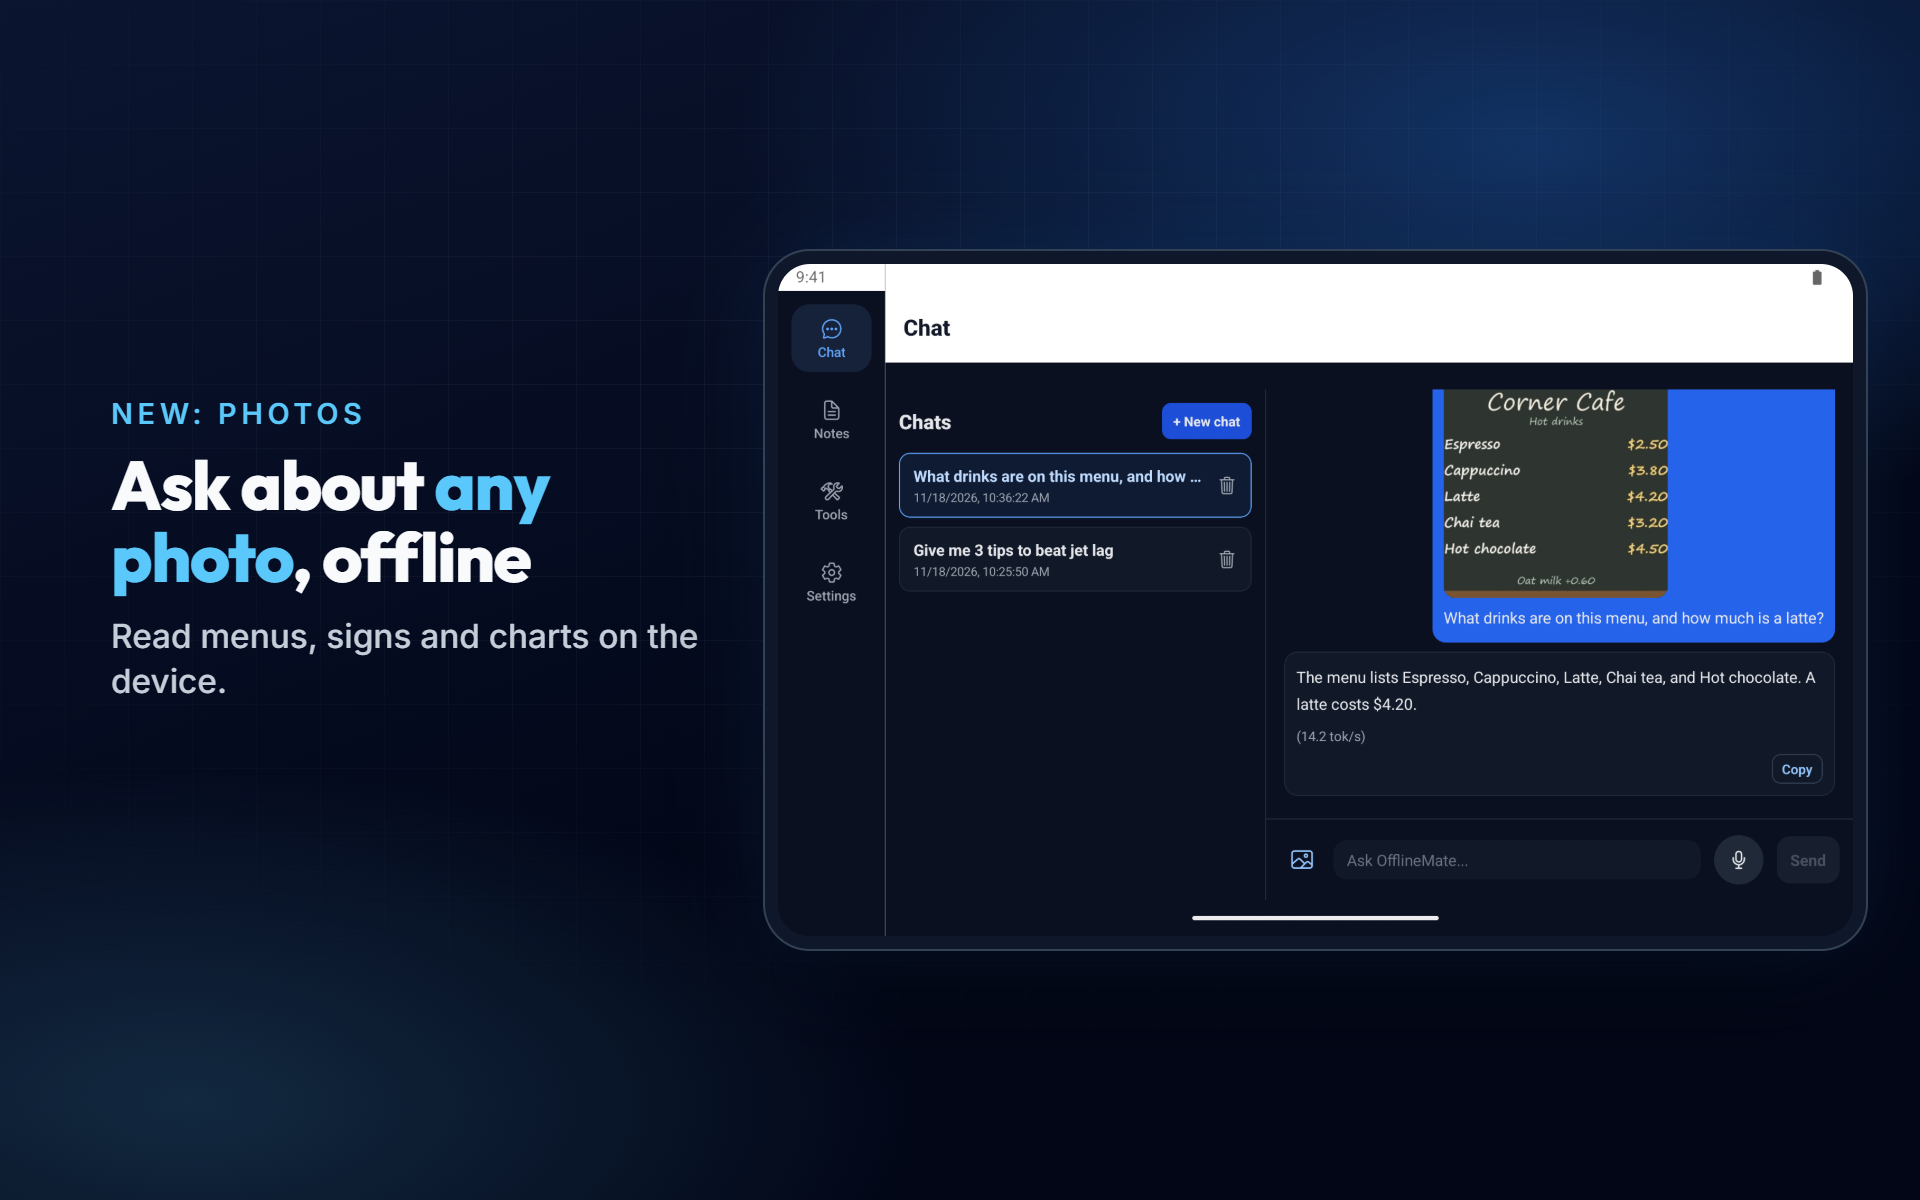 NEW: PHOTOS
Ask about any
photo, offline
Read menus, signs and charts on the
device.
9:41
Chat
Notes
Tools
Settings
Chat
Chats
+ New chat
What drinks are on this menu, and how ...
11/18/2026, 10:36:22 AM
Give me 3 tips to beat jet lag
11/18/2026, 10:25:50 AM
Corner Cafe
Hot drinks
Espresso $2.50
Cappuccino $3.80
Latte $4.20
Chai tea $3.20
Hot chocolate $4.50
Oat milk +0.60
What drinks are on this menu, and how much is a latte?
The menu lists Espresso, Cappuccino, Latte, Chai tea, and Hot chocolate. A
latte costs $4.20.
(14.2 tok/s)
Copy
Ask OfflineMate...
Send